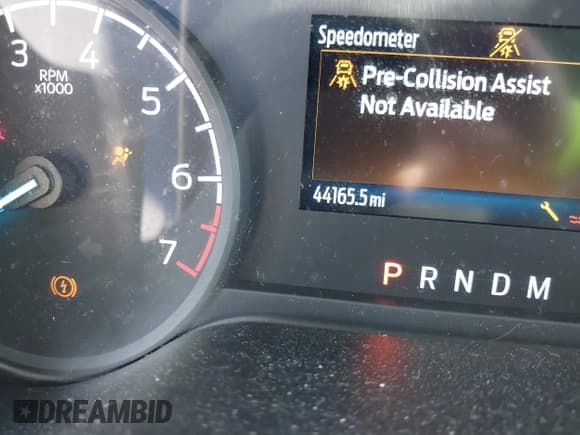 3 4 5 6 7
RPM
x1000
Speedometer
Pre-Collision Assist
Not Available
44165.5 mi
P R N D M
DREAMBID